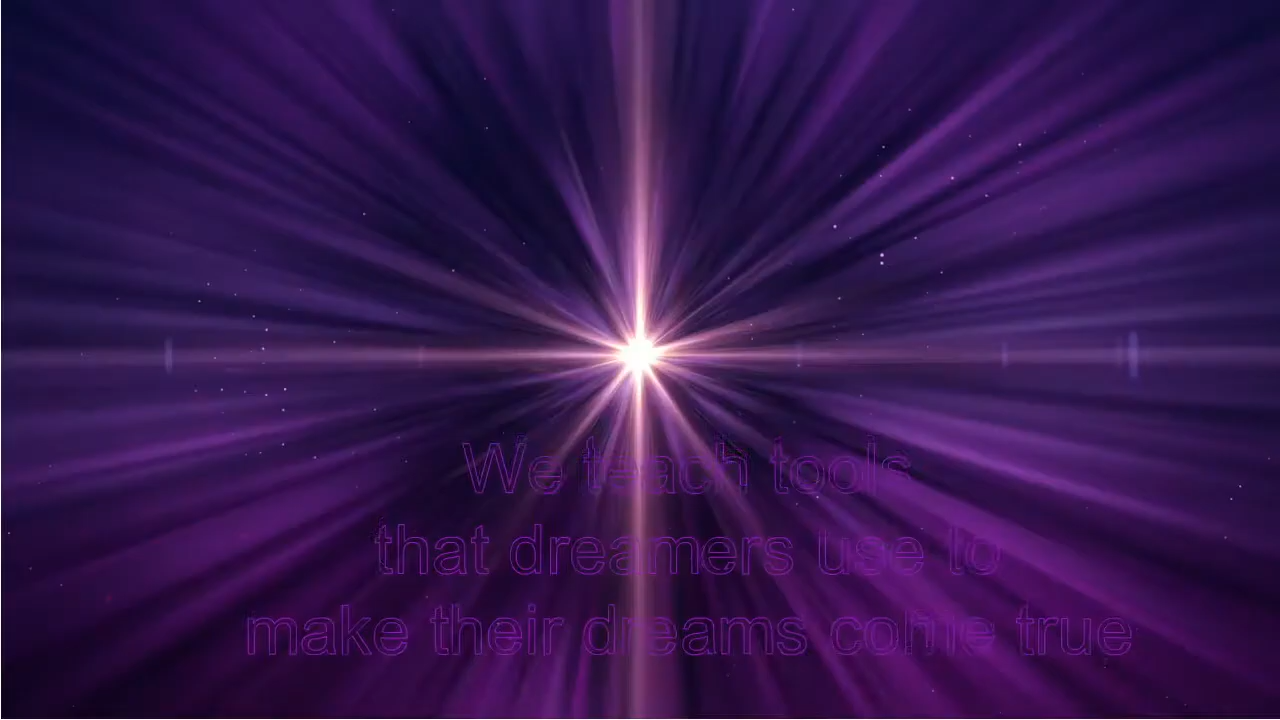 We teach tools
that dreamers use to
make their dreams come true